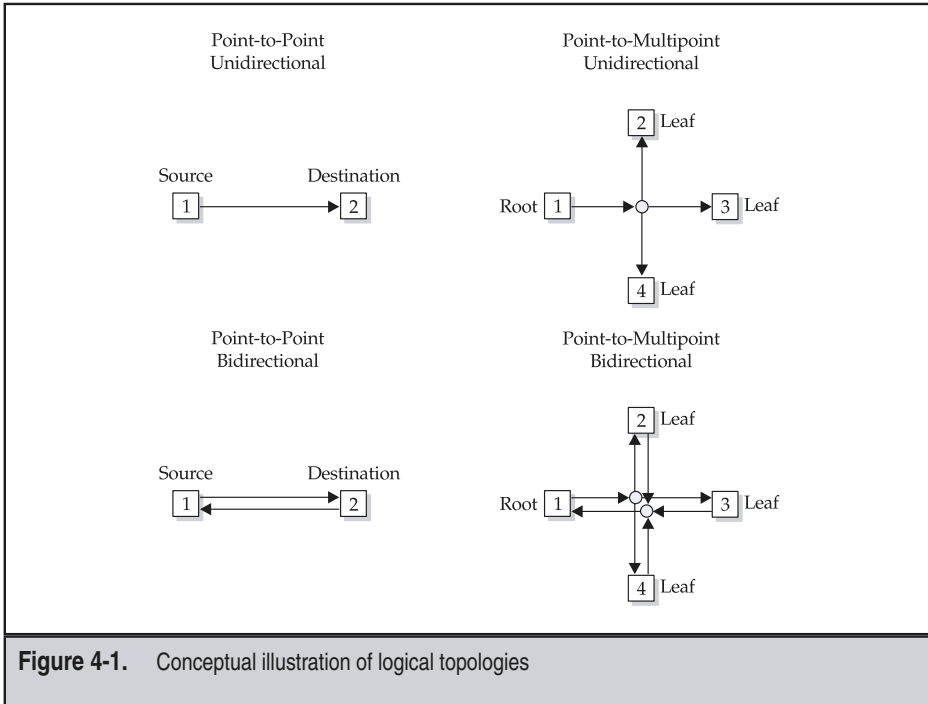 Point-to-Point
Unidirectional
Source
Destination
1
2
Point-to-Multipoint
Unidirectional
2 Leaf
Root 1
3 Leaf
4 Leaf
Point-to-Point
Bidirectional
Source
Destination
1
2
Point-to-Multipoint
Bidirectional
2 Leaf
Root 1
3 Leaf
4 Leaf
Figure 4-1. Conceptual illustration of logical topologies